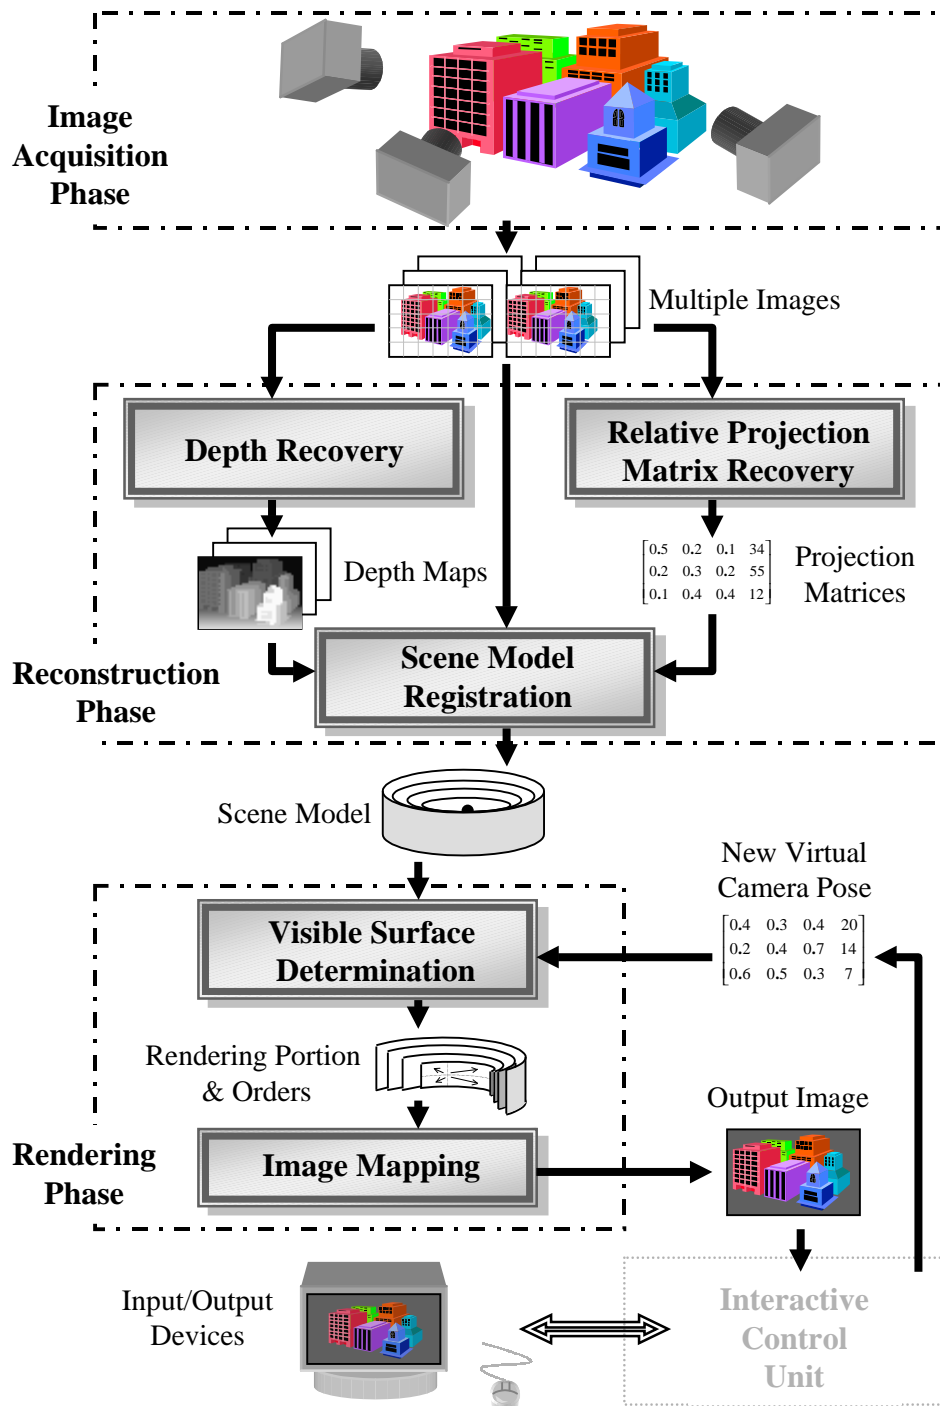 Image
Acquisition
Phase
Multiple Images
Depth Recovery
Relative Projection
Matrix Recovery
Depth Maps
0.5 0.2 0.1 34
0.2 0.3 0.2 55
0.1 0.4 0.4 12
Projection
Matrices
Scene Model
Registration
Reconstruction
Phase
Scene Model
New Virtual
Camera Pose
0.4 0.3 0.4 20
0.2 0.4 0.7 14
0.6 0.5 0.3 7
Visible Surface
Determination
Rendering Portion
& Orders
Output Image
Image Mapping
Rendering
Phase
Input/Output
Devices
Interactive
Control
Unit